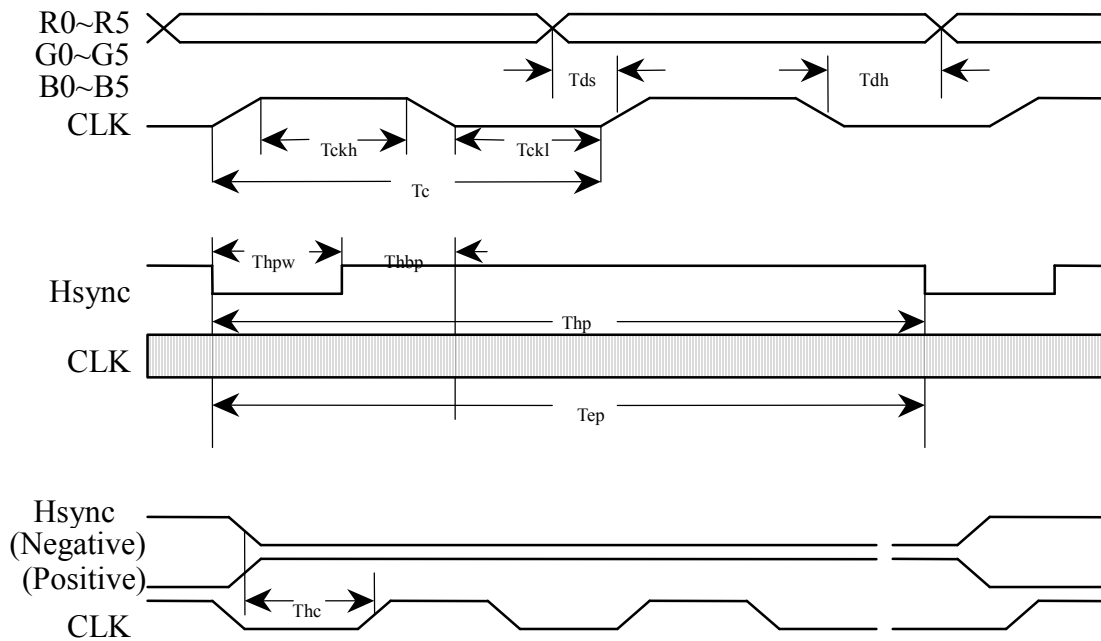 R0~R5
G0~G5
B0~B5
Tds
Tdh
CLK
Tckh
Tckl
Tc
Thpw
Thbp
Hsync
Thp
CLK
Tep
Hsync
(Negative)
(Positive)
Thc
CLK